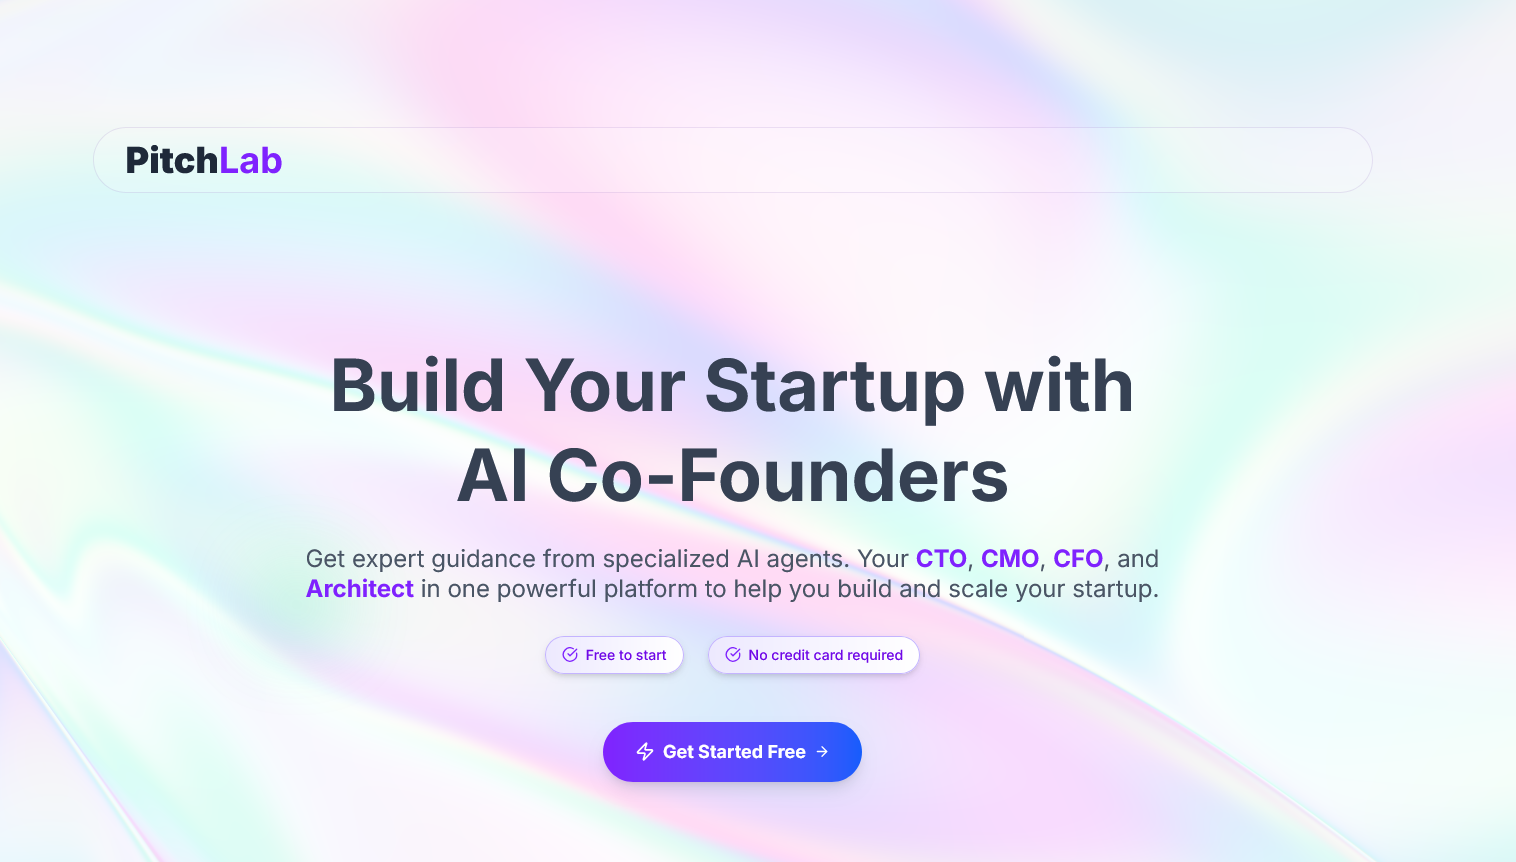 PitchLab
Build Your Startup with
AI Co-Founders
Get expert guidance from specialized AI agents. Your CTO, CMO, CFO, and
Architect in one powerful platform to help you build and scale your startup.
Free to start
No credit card required
Get Started Free →